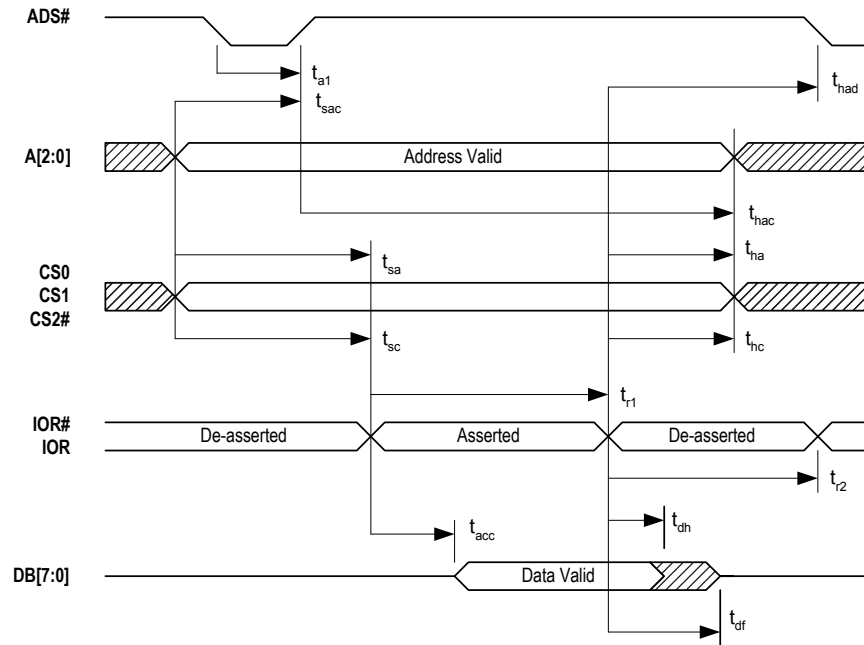 ADS#
t_a1
t_had
t_sac
A[2:0]
Address Valid
t_hac
t_sa
t_ha
CS0
CS1
CS2#
t_sc
t_hc
t_r1
IOR#
IOR
De-asserted
Asserted
De-asserted
t_r2
t_acc
t_dh
DB[7:0]
Data Valid
t_df